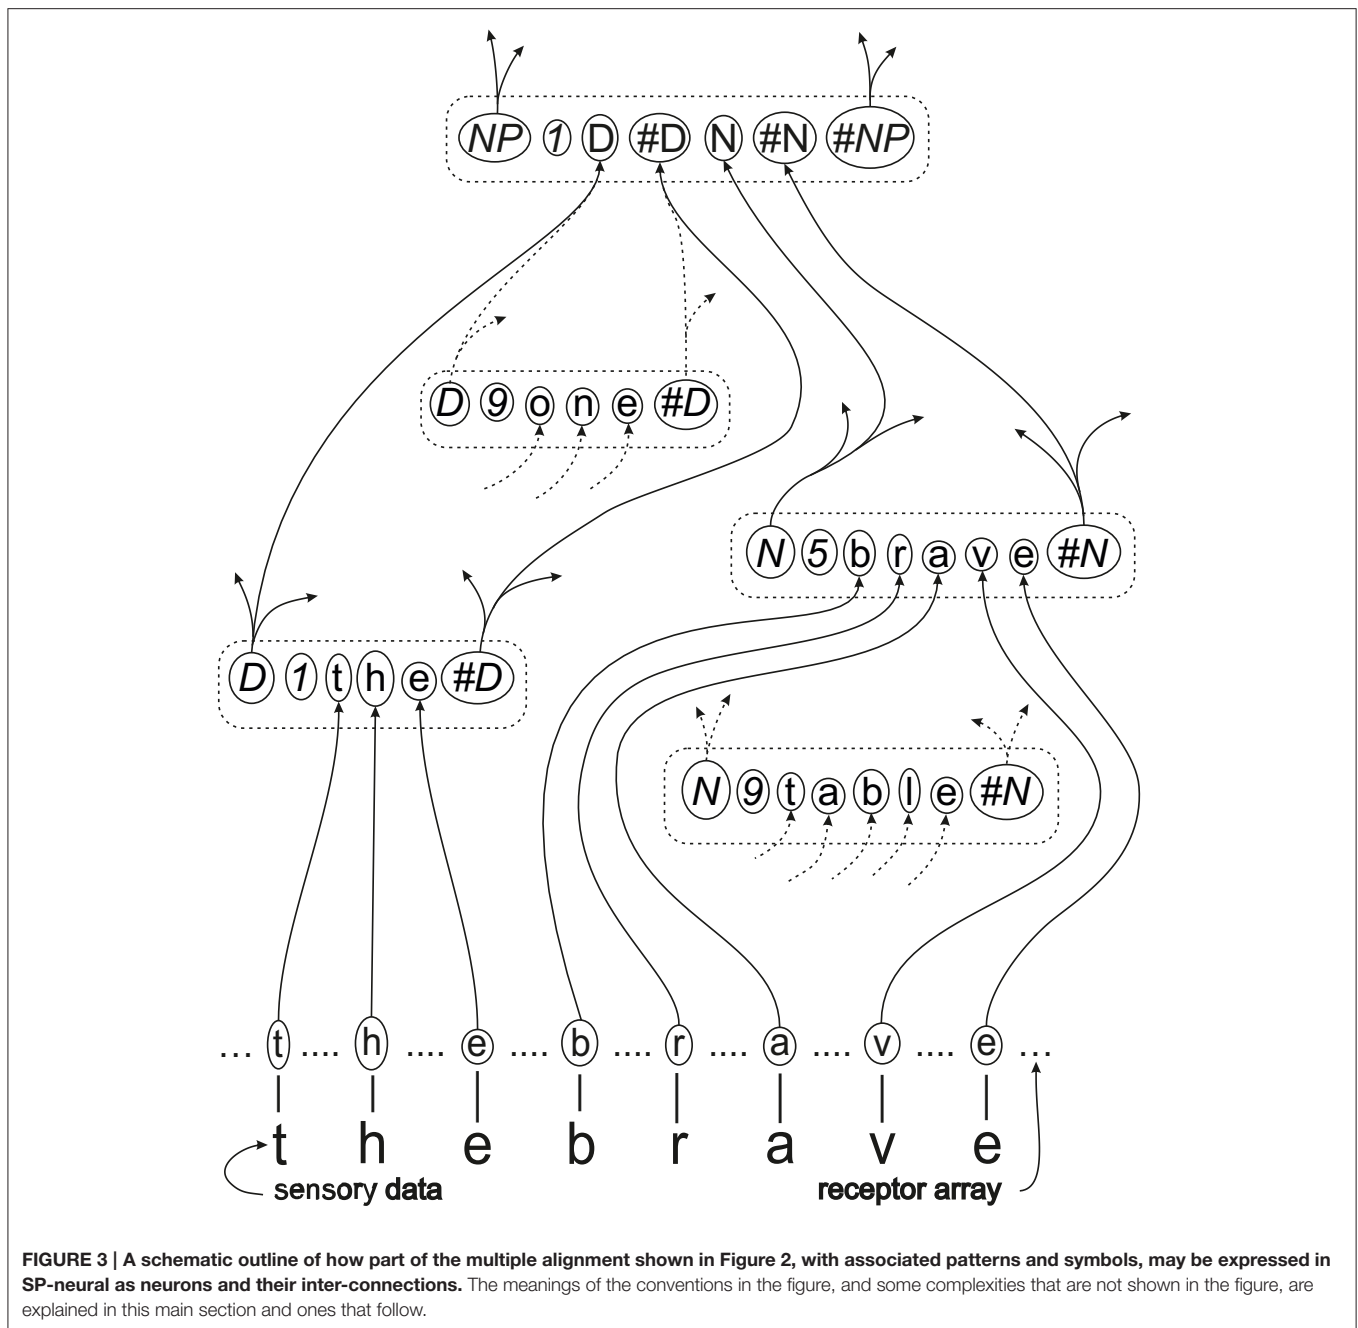 NP 1 D #D N #N #NP
D 9 o n e #D
N 5 b r a v e #N
D 1 t h e #D
N 9 t a b l e #N
... t .... h .... e .... b .... r .... a .... v .... e ...
t h e b r a v e
sensory data
receptor array
FIGURE 3 | A schematic outline of how part of the multiple alignment shown in Figure 2, with associated patterns and symbols, may be expressed in
SP-neural as neurons and their inter-connections. The meanings of the conventions in the figure, and some complexities that are not shown in the figure, are
explained in this main section and ones that follow.